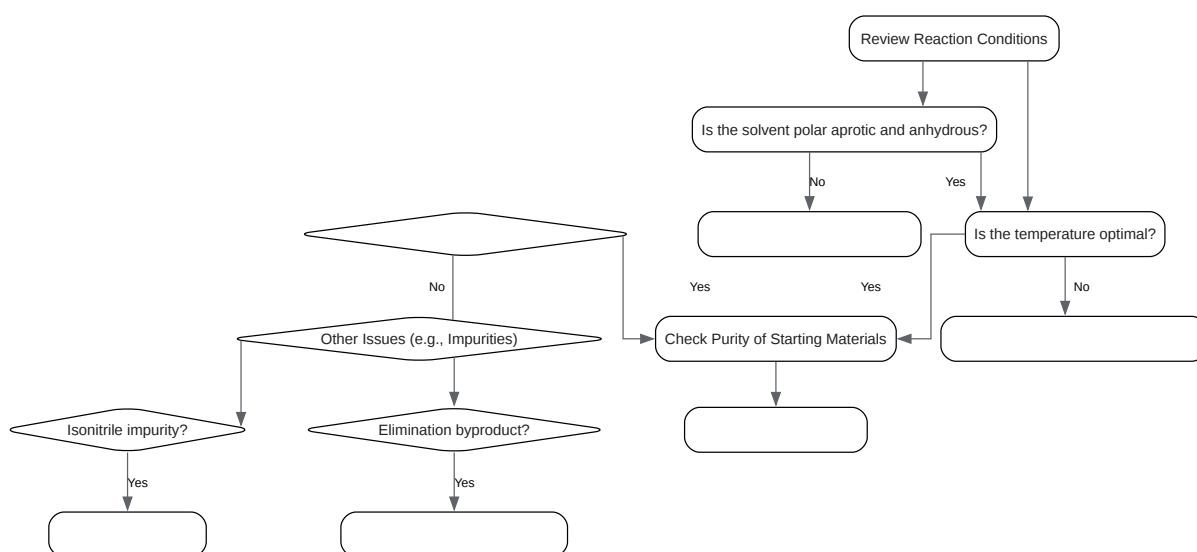 Review Reaction Conditions
Is the solvent polar aprotic and anhydrous?
No
Yes
Is the temperature optimal?
No
Yes
Yes
No
Other Issues (e.g., Impurities)
Check Purity of Starting Materials
Isonitrile impurity?
Elimination byproduct?
Yes
Yes